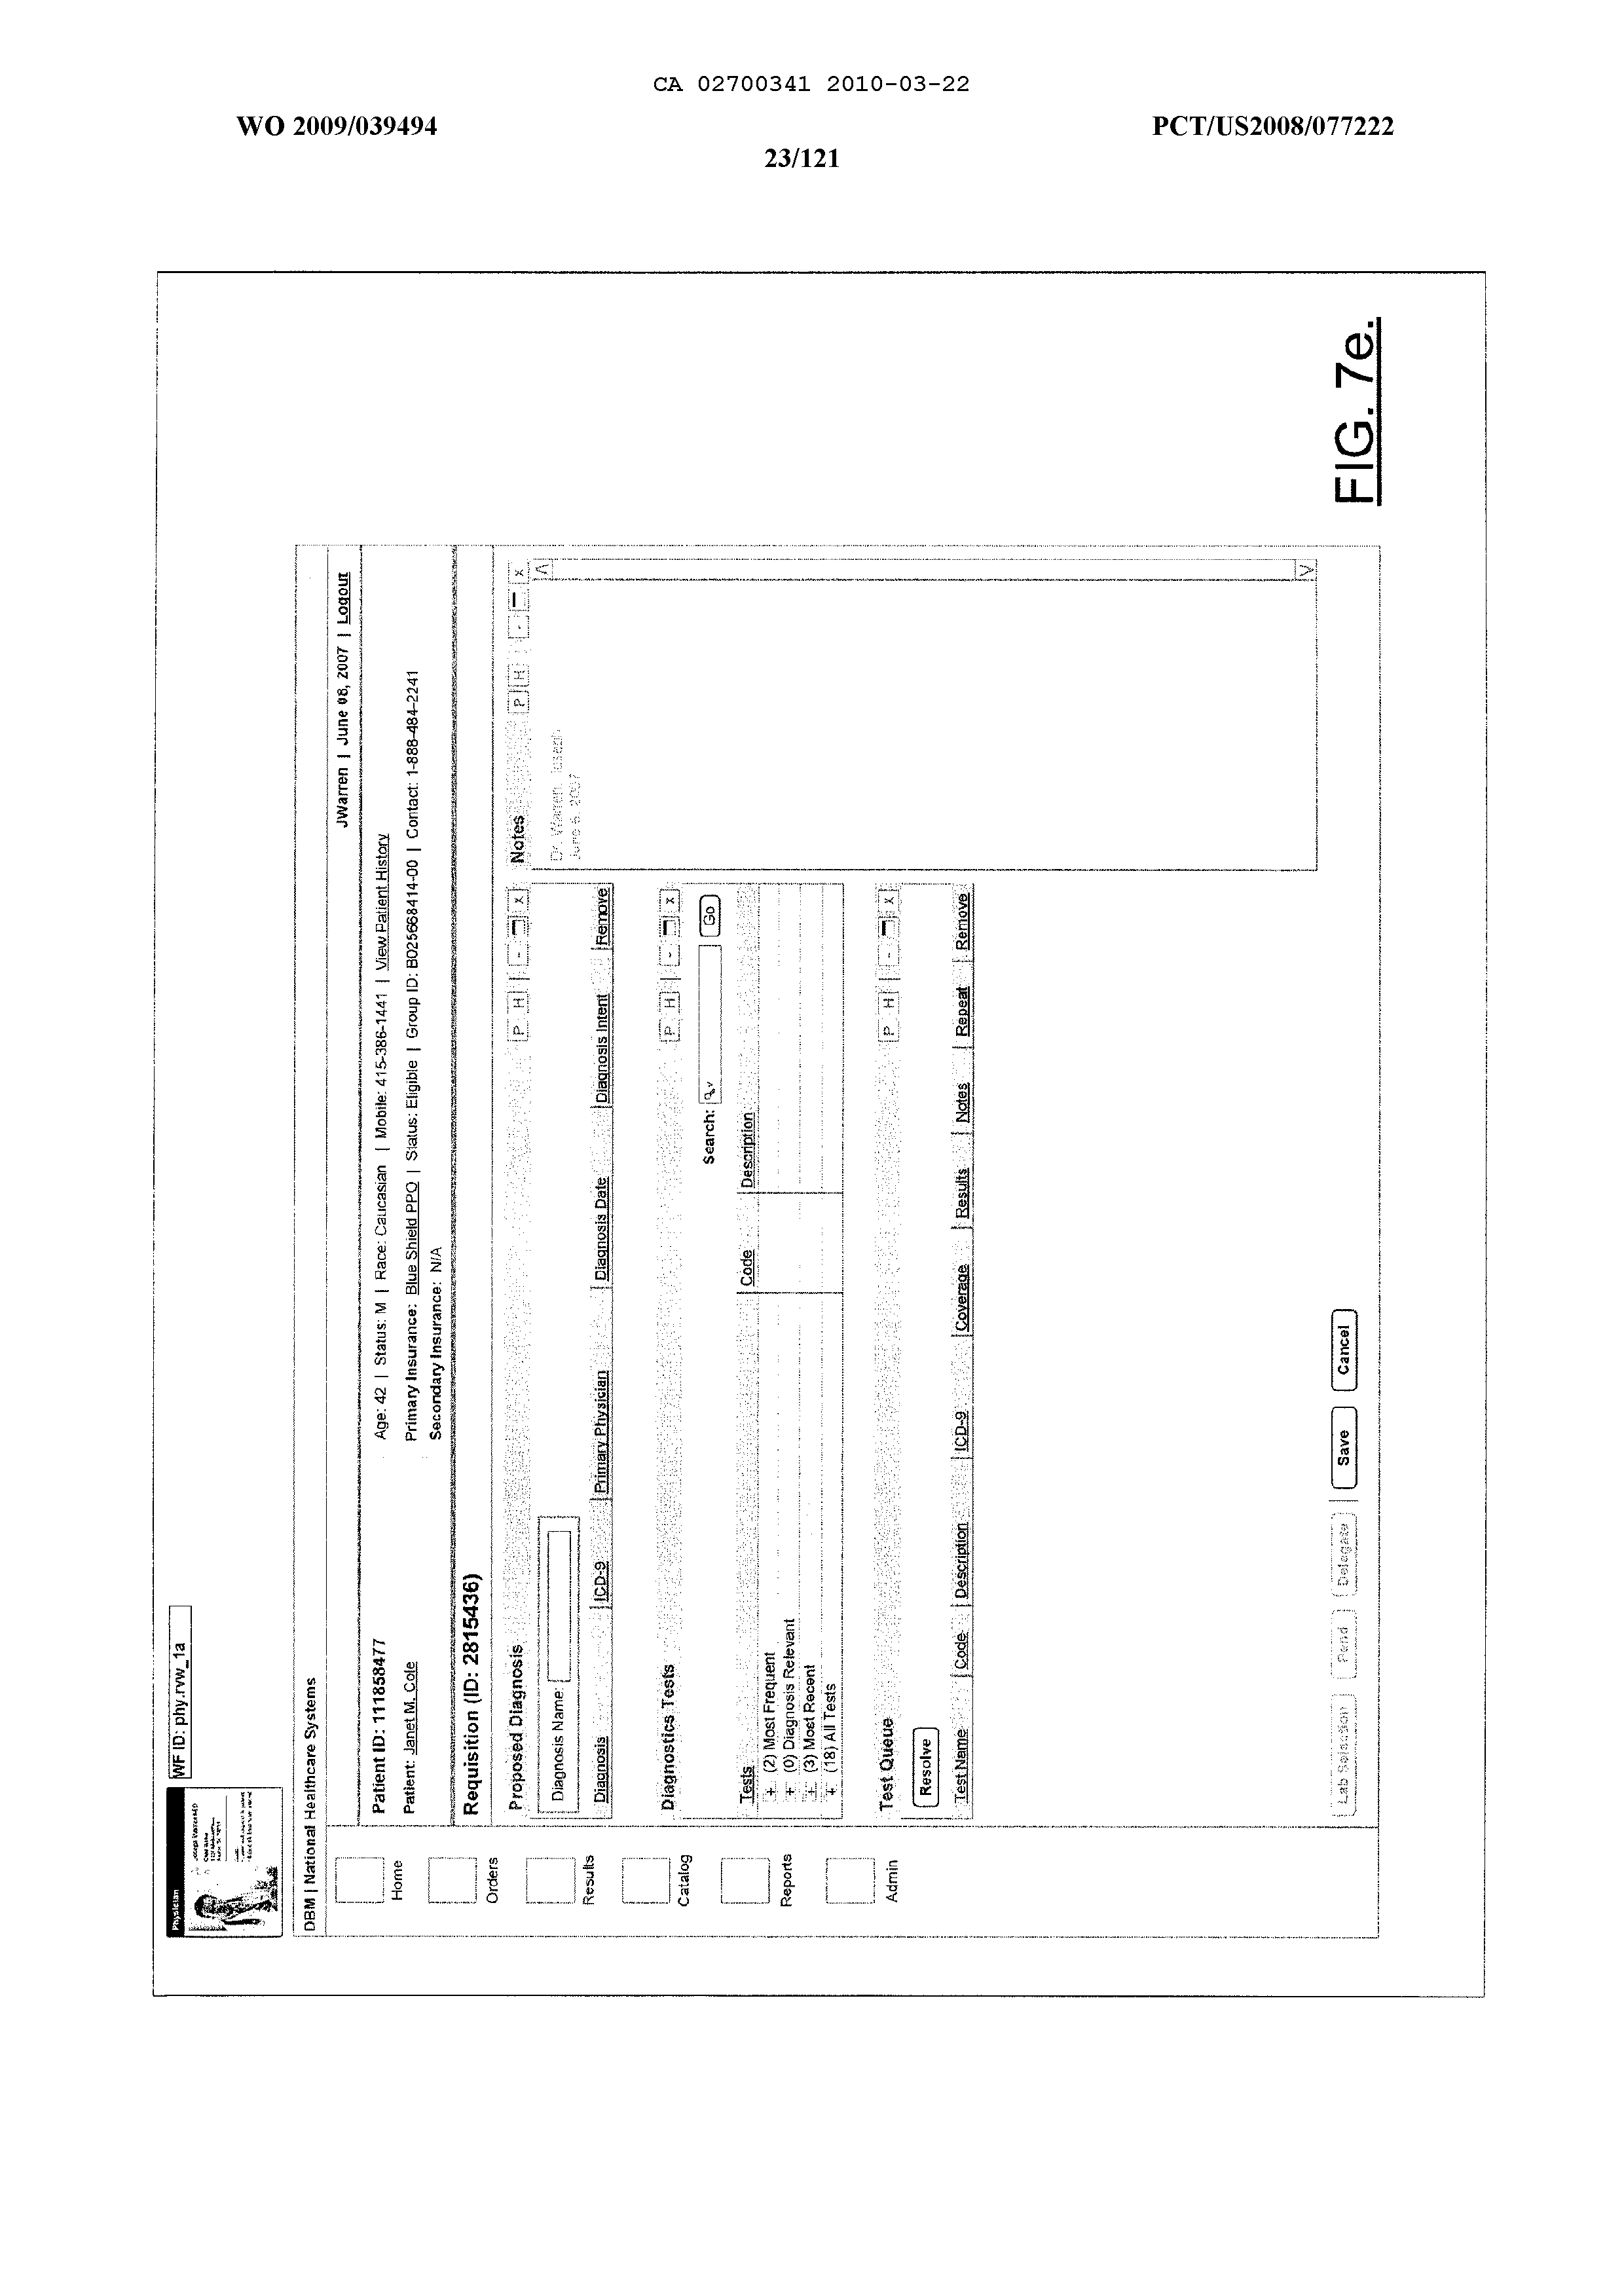 CA 02700341 2010-03-22
WO 2009/039494
PCT/US2008/077222
23/121
Physician
WF ID: phy.rvw_1a
DBM | National Healthcare Systems
JWarren | June 08, 2007 | Logout
Home
Orders
Results
Catalog
Reports
Admin
Patient ID: 111858477
Age: 42 | Status: M | Race: Caucasian | Mobile: 415-386-1441 | View Patient History
Patient: Janet M. Cole
Primary Insurance: Blue Shield PPO | Status: Eligible | Group ID: B025668414-00 | Contact: 1-888-484-2241
Secondary Insurance: N/A
Requisition (ID: 2815436)
Proposed Diagnosis P H - x
Diagnosis Name:
Diagnosis | ICD-9 | Primary Physician | Diagnosis Date | Diagnosis Intent | Remove
Diagnostics Tests P H - x
Search: Go
Tests Code Description
+ (2) Most Frequent
+ (0) Diagnosis Relevant
+ (3) Most Recent
+ (18) All Tests
Test Queue P H - x
Resolve
Test Name | Code | Description | ICD-9 | Coverage | Results | Notes | Repeat | Remove
Notes P H - x
Dr. Warren, Joseph
Lab Selection Pend Delegate | Save Cancel
FIG. 7e.